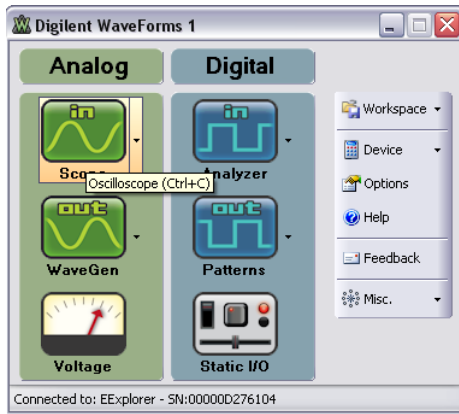 Digilent WaveForms 1
Analog
Digital
in
in
Scope
Analyzer
Oscilloscope (Ctrl+C)
out
out
WaveGen
Patterns
Voltage
Static I/O
Workspace
Device
Options
Help
Feedback
Misc.
Connected to: EExplorer - SN:00000D276104